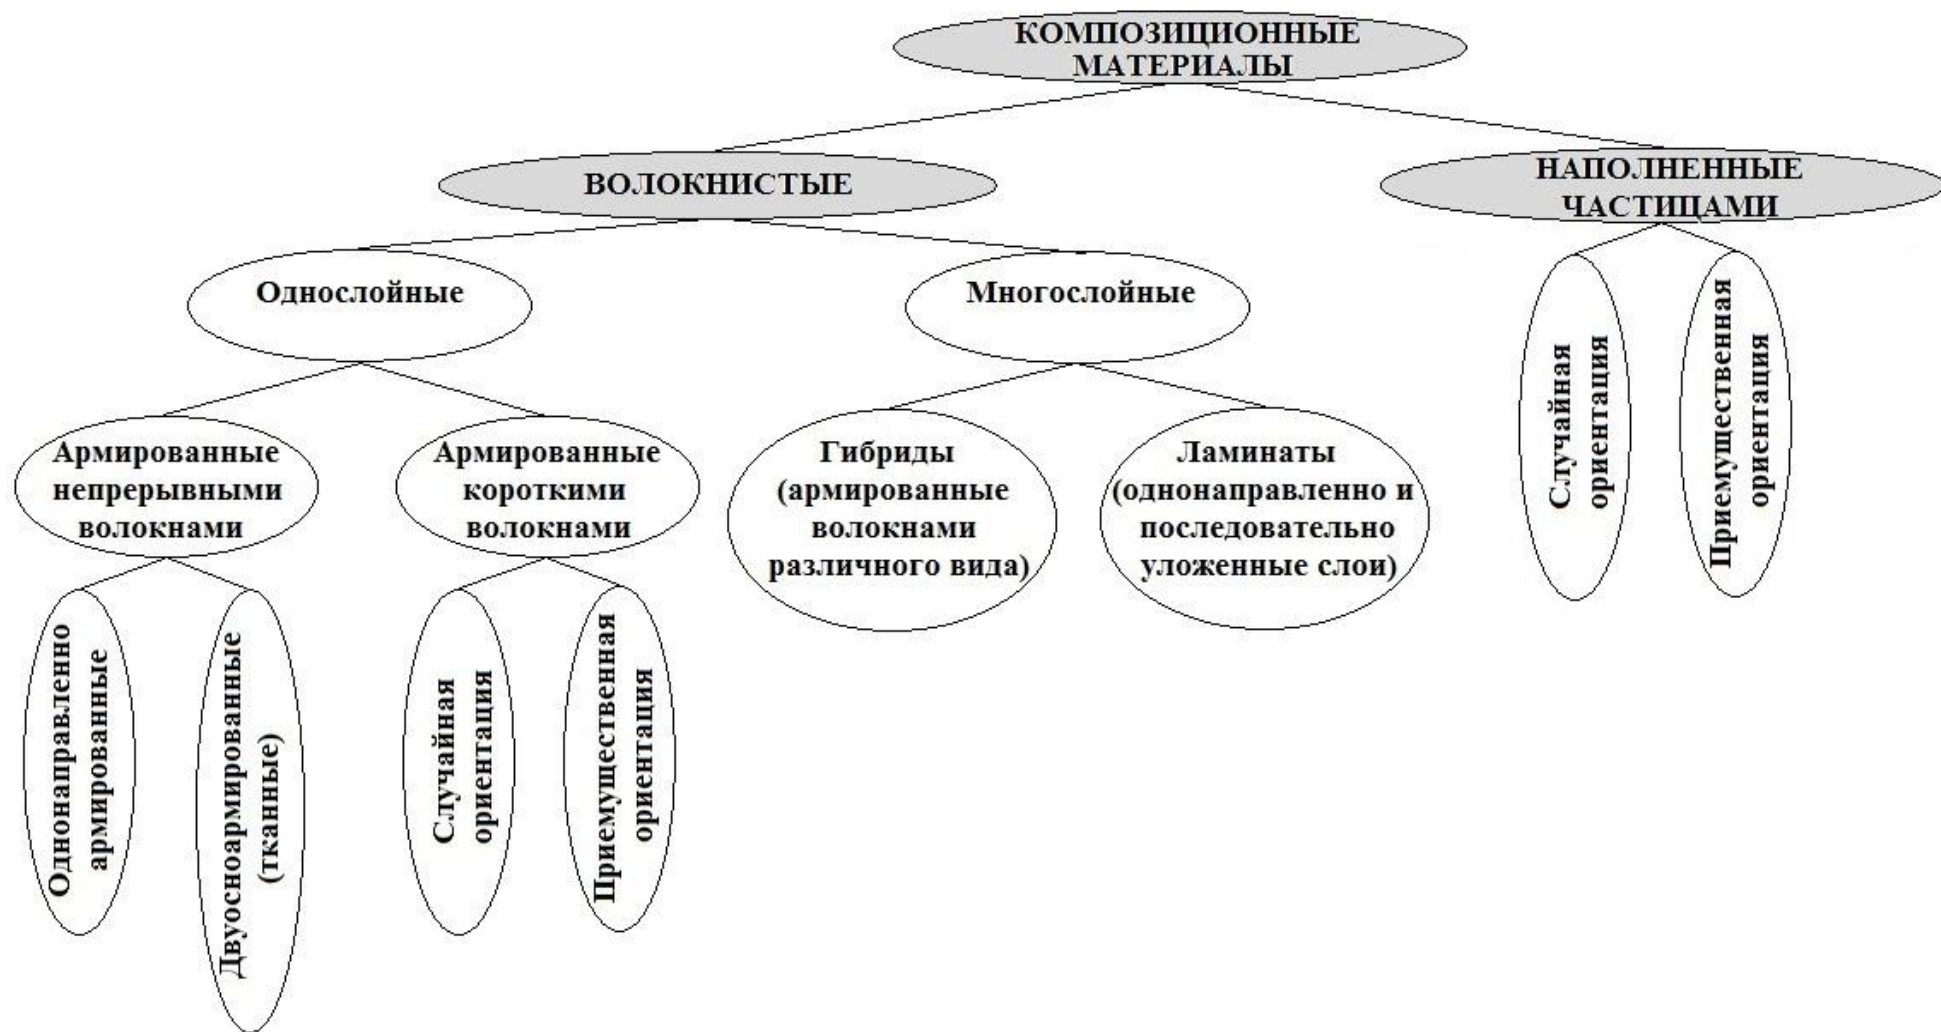 КОМПОЗИЦИОННЫЕ
МАТЕРИАЛЫ
ВОЛОКНИСТЫЕ
НАПОЛНЕННЫЕ
ЧАСТИЦАМИ
Однослойные
Многослойные
Случайная
ориентация
Приемущественная
ориентация
Армированные
непрерывными
волокнами
Армированные
короткими
волокнами
Гибриды
(армированные
волокнами
различного вида)
Ламинаты
(однонаправленно и
последовательно
уложенные слои)
Однонаправленно
армированные
Двуосноармированные
(тканные)
Случайная
ориентация
Приемущественная
ориентация